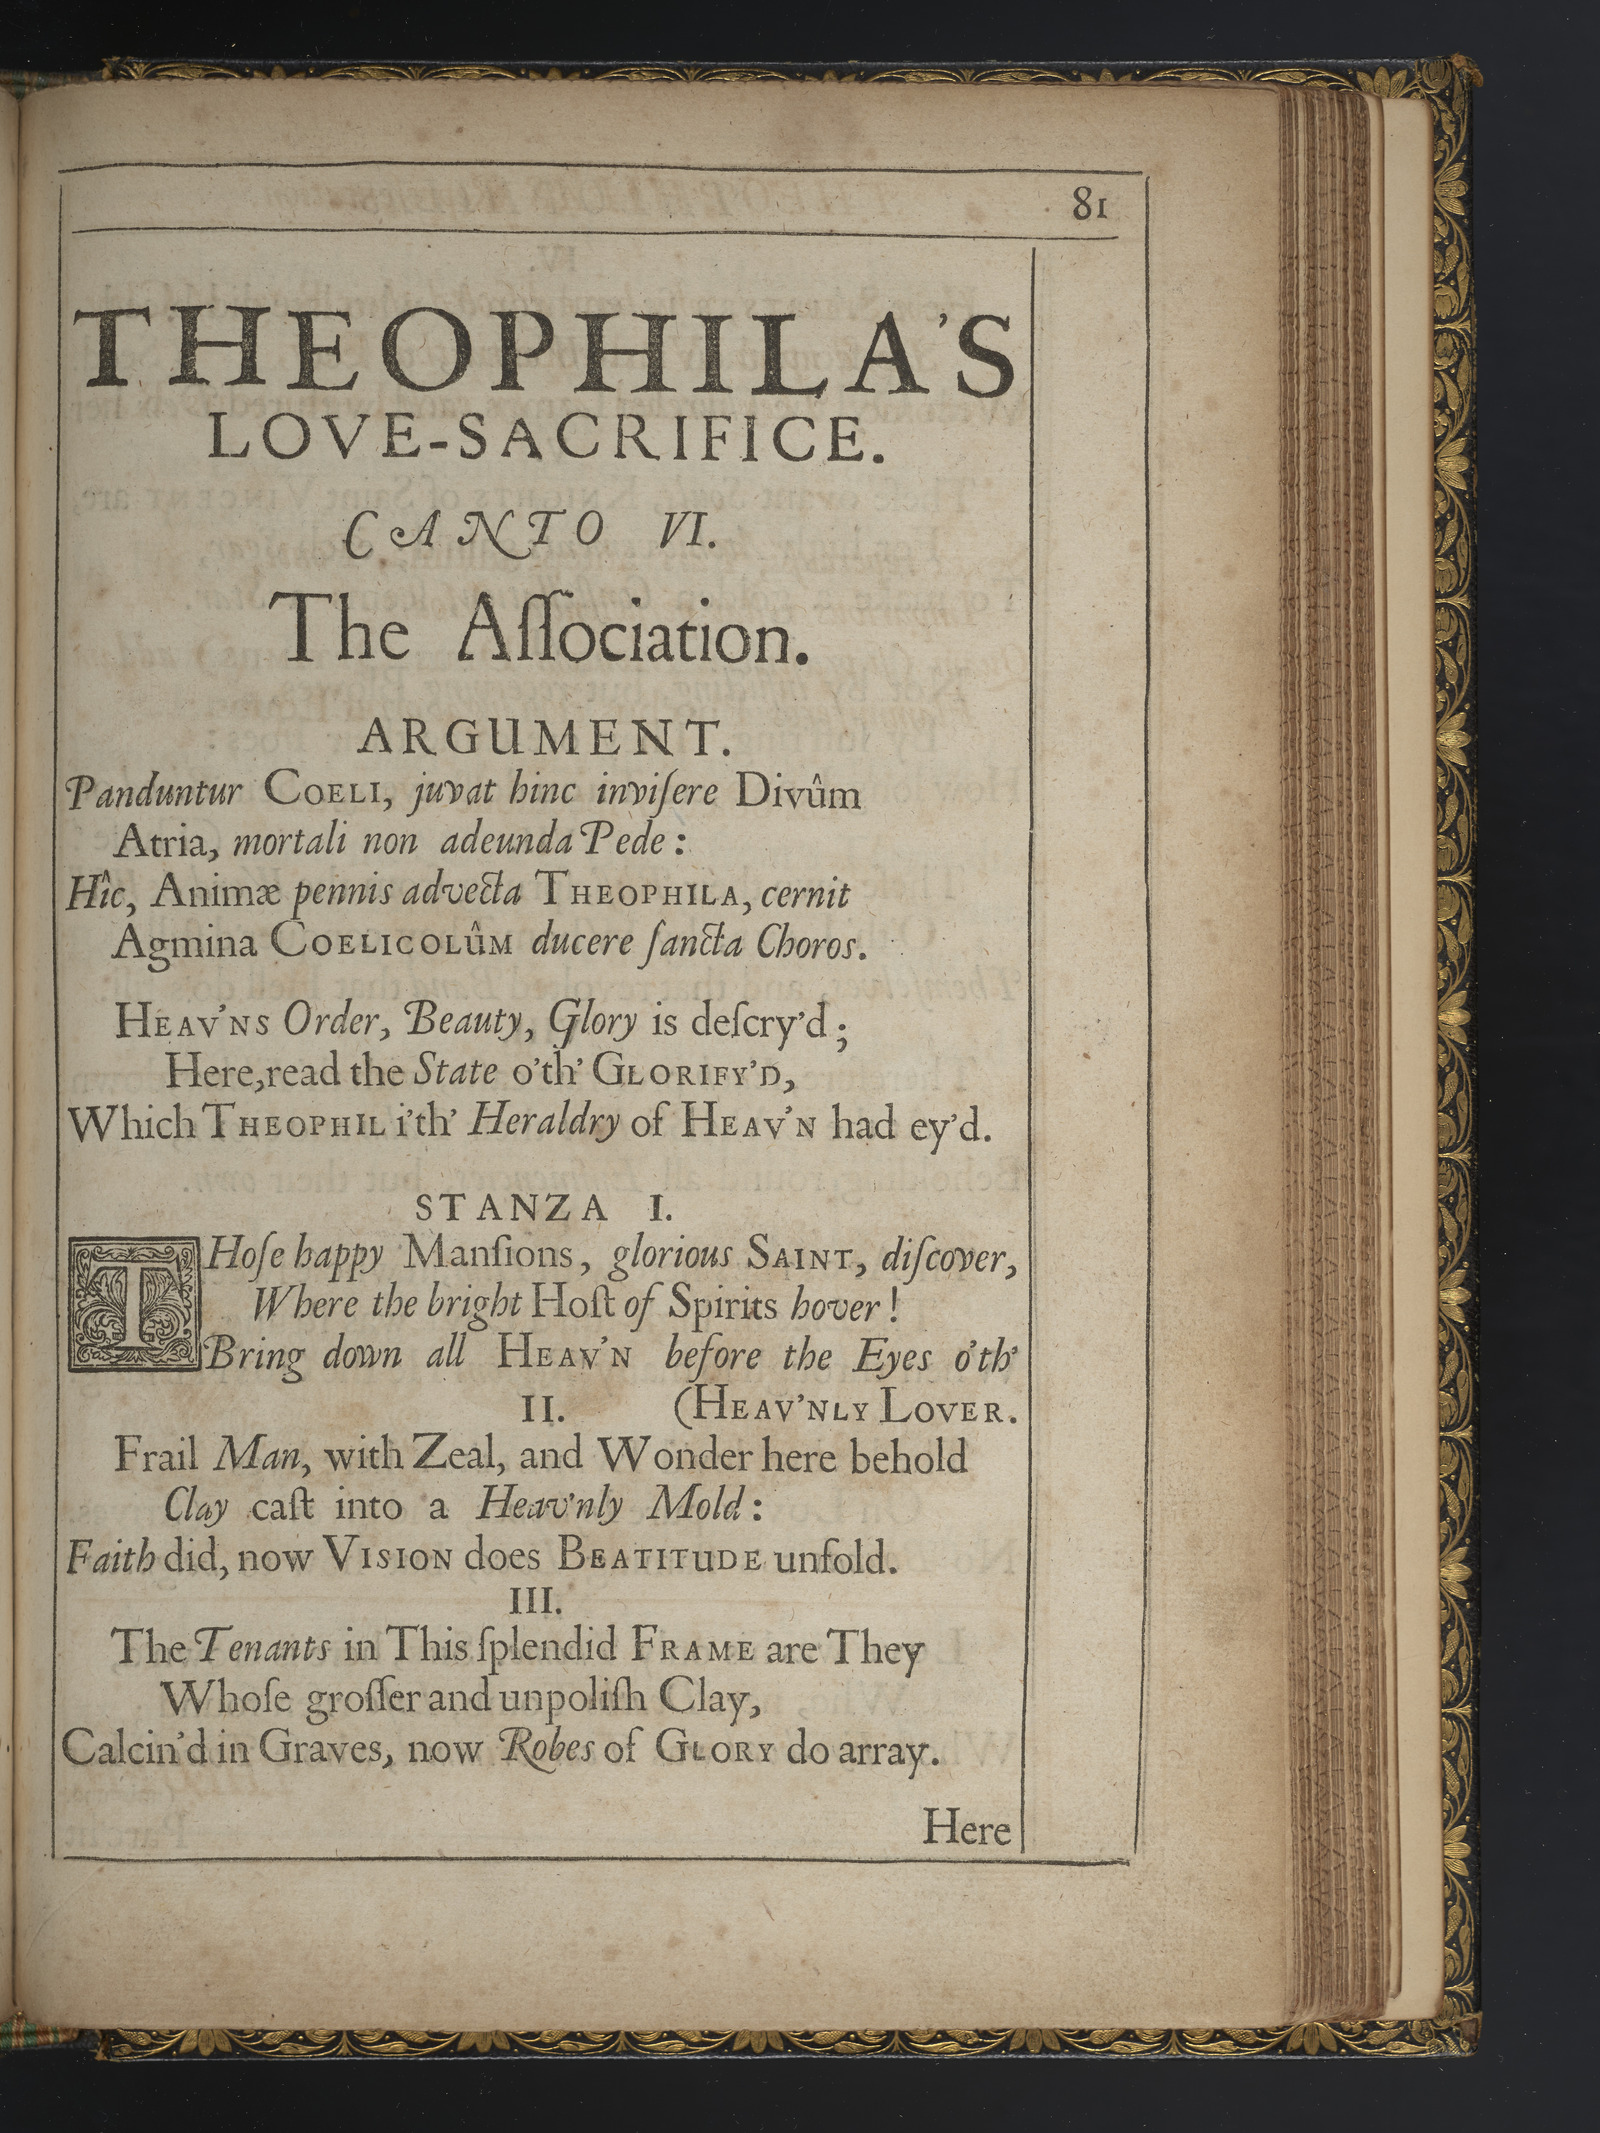 81
THEOPHILA'S
LOVE-SACRIFICE.
CANTO VI.
The Aſſociation.
ARGUMENT.
Panduntur COELI, juvat hinc inviſere Divûm
Atria, mortali non adeunda Pede:
Hîc, Animæ pennis advecta THEOPHILA, cernit
Agmina COELICOLÛM ducere ſancta Choros.
HEAV'NS Order, Beauty, Glory is deſcry'd;
Here, read the State o'th' GLORIFY'D,
Which THEOPHIL i'th' Heraldry of HEAV'N had ey'd.
STANZA I.
THoſe happy Manſions, glorious SAINT, diſcover,
Where the bright Hoſt of Spirits hover!
Bring down all HEAV'N before the Eyes o'th'
II. (HEAV'NLY LOVER.
Frail Man, with Zeal, and Wonder here behold
Clay caſt into a Heav'nly Mold:
Faith did, now VISION does BEATITUDE unfold.
III.
The Tenants in This ſplendid FRAME are They
Whoſe groſſer and unpoliſh Clay,
Calcin'd in Graves, now Robes of GLORY do array.
Here